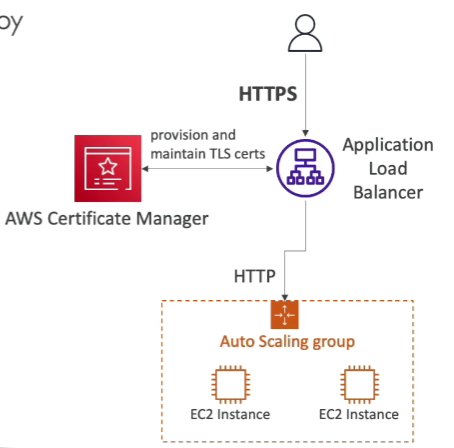 oy
HTTPS
provision and
maintain TLS certs
Application
Load
Balancer
AWS Certificate Manager
HTTP
Auto Scaling group
EC2 Instance
EC2 Instance